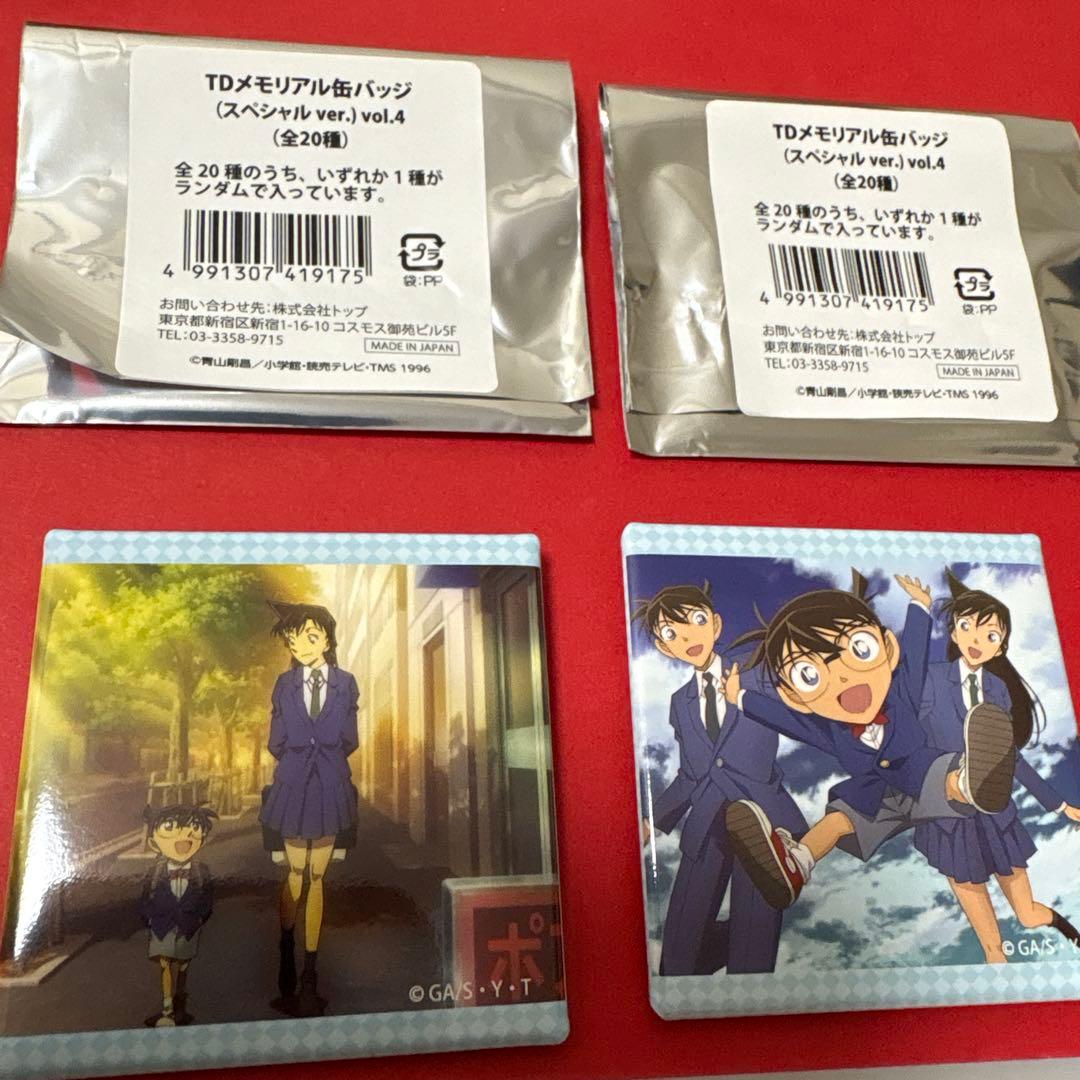 TDメモリアル缶バッジ
(スペシャル ver.) vol.4
(全20種)
全 20 種のうち、いずれか 1 種が
ランダムで入っています。
4 991307 419175
プラ
袋:PP
お問い合わせ先:株式会社トップ
東京都新宿区新宿1-16-10 コスモス御苑ビル5F
TEL:03-3358-9715
MADE IN JAPAN
©青山剛昌/小学館・読売テレビ・TMS 1996
TDメモリアル缶バッジ
(スペシャル ver.) vol.4
(全20種)
全 20 種のうち、いずれか 1 種が
ランダムで入っています。
4 991307 419175
プラ
袋:PP
お問い合わせ先:株式会社トップ
東京都新宿区新宿1-16-10 コスモス御苑ビル5F
TEL:03-3358-9715
MADE IN JAPAN
©青山剛昌/小学館・読売テレビ・TMS 1996
ポ
© GA/S・Y・T
© GA/S・Y